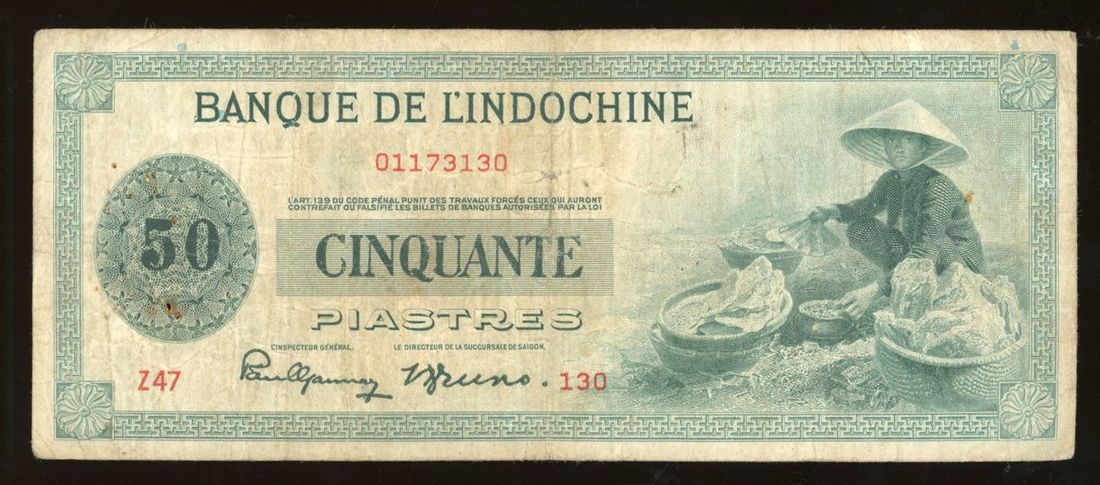 BANQUE DE L'INDOCHINE
01173130
L'ART. 139 DU CODE PÉNAL PUNIT DES TRAVAUX FORCÉS CEUX QUI AURONT
CONTREFAIT OU FALSIFIÉ LES BILLETS DE BANQUES AUTORISÉES PAR LA LOI
50
CINQUANTE
PIASTRES
L'INSPECTEUR GÉNÉRAL. LE DIRECTEUR DE LA SUCCURSALE DE SAIGON.
Z47 130